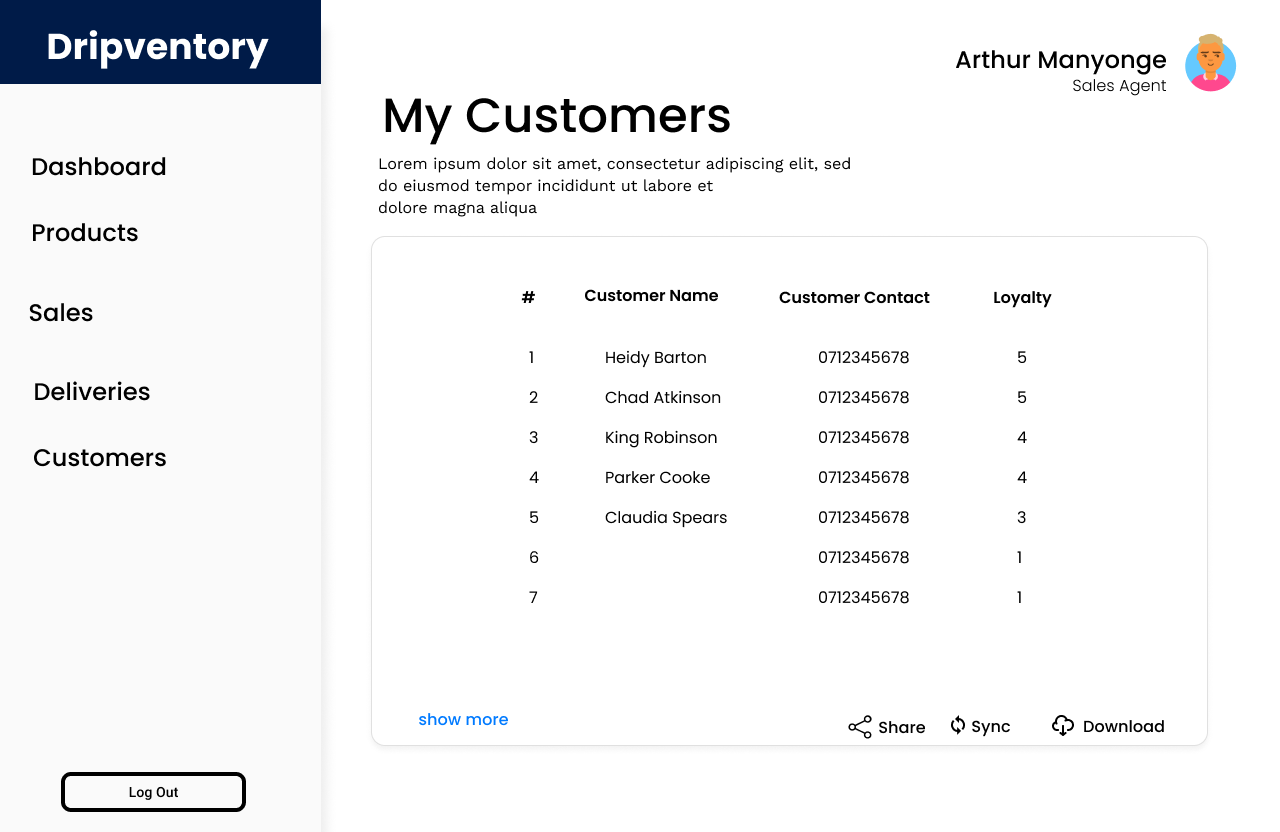 Dripventory
Arthur Manyonge
Sales Agent
Dashboard
Products
Sales
Deliveries
Customers
Log Out
My Customers
Lorem ipsum dolor sit amet, consectetur adipiscing elit, sed
do eiusmod tempor incididunt ut labore et
dolore magna aliqua
# Customer Name Customer Contact Loyalty
1 Heidy Barton 0712345678 5
2 Chad Atkinson 0712345678 5
3 King Robinson 0712345678 4
4 Parker Cooke 0712345678 4
5 Claudia Spears 0712345678 3
6 0712345678 1
7 0712345678 1
show more Share Sync Download